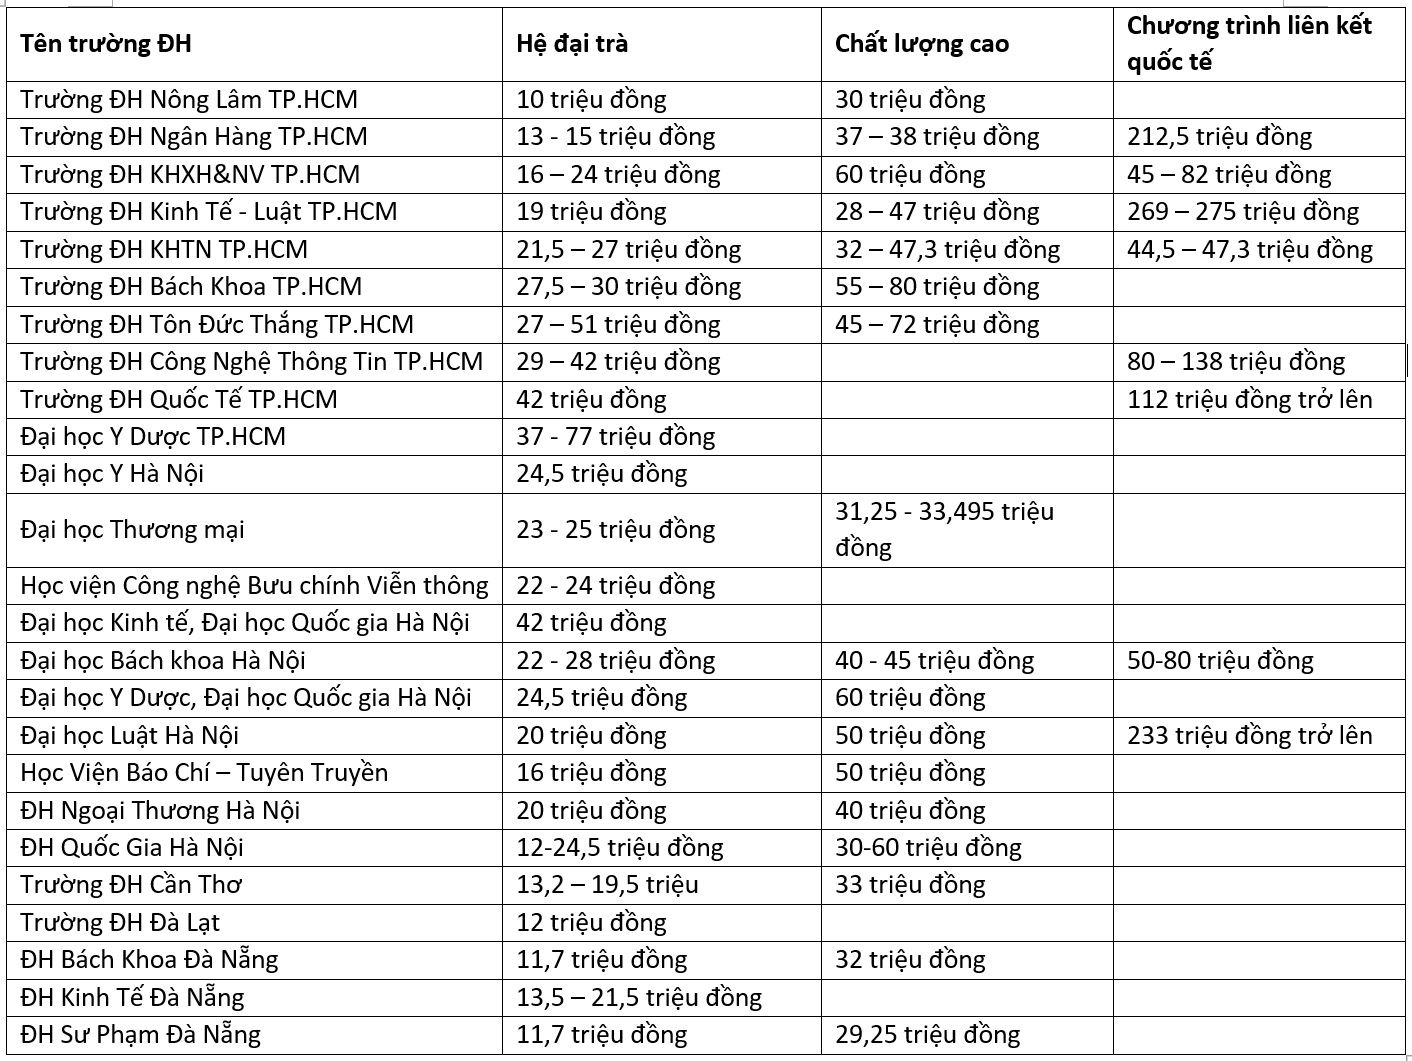 Tên trường ĐH Hệ đại trà Chất lượng cao Chương trình liên kết
quốc tế
Trường ĐH Nông Lâm TP.HCM 10 triệu đồng 30 triệu đồng
Trường ĐH Ngân Hàng TP.HCM 13 - 15 triệu đồng 37 – 38 triệu đồng 212,5 triệu đồng
Trường ĐH KHXH&NV TP.HCM 16 – 24 triệu đồng 60 triệu đồng 45 – 82 triệu đồng
Trường ĐH Kinh Tế - Luật TP.HCM 19 triệu đồng 28 – 47 triệu đồng 269 – 275 triệu đồng
Trường ĐH KHTN TP.HCM 21,5 – 27 triệu đồng 32 – 47,3 triệu đồng 44,5 – 47,3 triệu đồng
Trường ĐH Bách Khoa TP.HCM 27,5 – 30 triệu đồng 55 – 80 triệu đồng
Trường ĐH Tôn Đức Thắng TP.HCM 27 – 51 triệu đồng 45 – 72 triệu đồng
Trường ĐH Công Nghệ Thông Tin TP.HCM 29 – 42 triệu đồng 80 – 138 triệu đồng
Trường ĐH Quốc Tế TP.HCM 42 triệu đồng 112 triệu đồng trở lên
Đại học Y Dược TP.HCM 37 - 77 triệu đồng
Đại học Y Hà Nội 24,5 triệu đồng
Đại học Thương mại 23 - 25 triệu đồng 31,25 - 33,495 triệu
đồng
Học viện Công nghệ Bưu chính Viễn thông 22 - 24 triệu đồng
Đại học Kinh tế, Đại học Quốc gia Hà Nội 42 triệu đồng
Đại học Bách khoa Hà Nội 22 - 28 triệu đồng 40 - 45 triệu đồng 50-80 triệu đồng
Đại học Y Dược, Đại học Quốc gia Hà Nội 24,5 triệu đồng 60 triệu đồng
Đại học Luật Hà Nội 20 triệu đồng 50 triệu đồng 233 triệu đồng trở lên
Học Viện Báo Chí – Tuyên Truyền 16 triệu đồng 50 triệu đồng
ĐH Ngoại Thương Hà Nội 20 triệu đồng 40 triệu đồng
ĐH Quốc Gia Hà Nội 12-24,5 triệu đồng 30-60 triệu đồng
Trường ĐH Cần Thơ 13,2 – 19,5 triệu 33 triệu đồng
Trường ĐH Đà Lạt 12 triệu đồng
ĐH Bách Khoa Đà Nẵng 11,7 triệu đồng 32 triệu đồng
ĐH Kinh Tế Đà Nẵng 13,5 – 21,5 triệu đồng
ĐH Sư Phạm Đà Nẵng 11,7 triệu đồng 29,25 triệu đồng